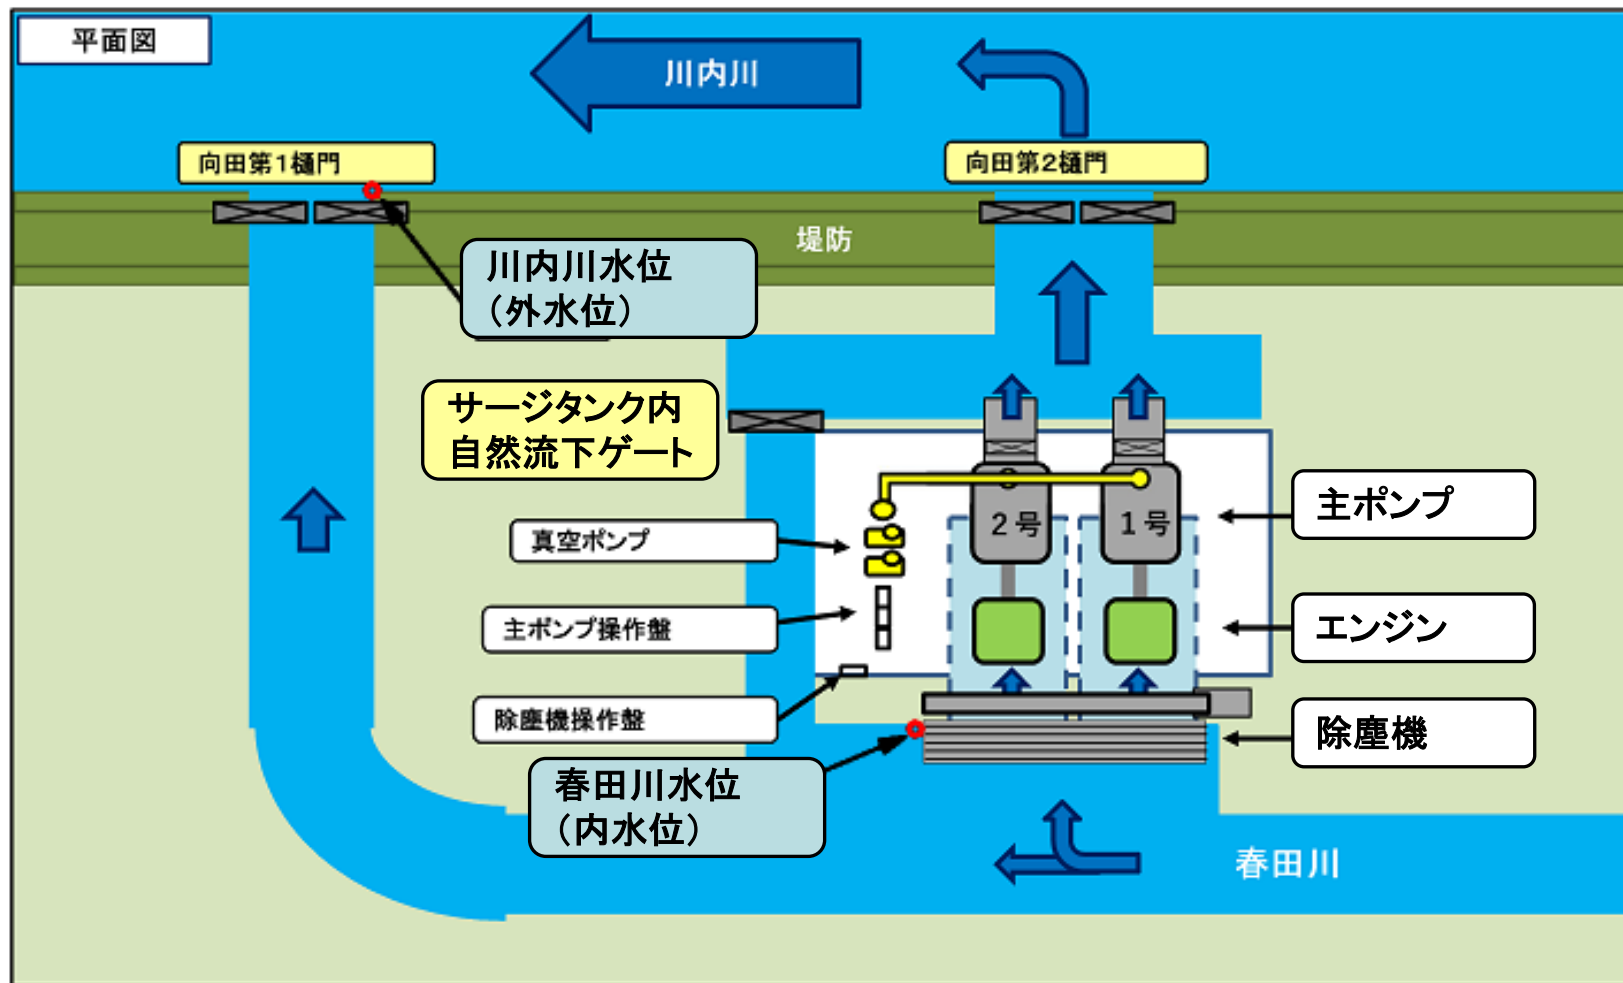 平面図
川内川
向田第1樋門
向田第2樋門
堤防
川内川水位
（外水位）
サージタンク内
自然流下ゲート
真空ポンプ
主ポンプ操作盤
除塵機操作盤
春田川水位
（内水位）
2号
1号
主ポンプ
エンジン
除塵機
春田川